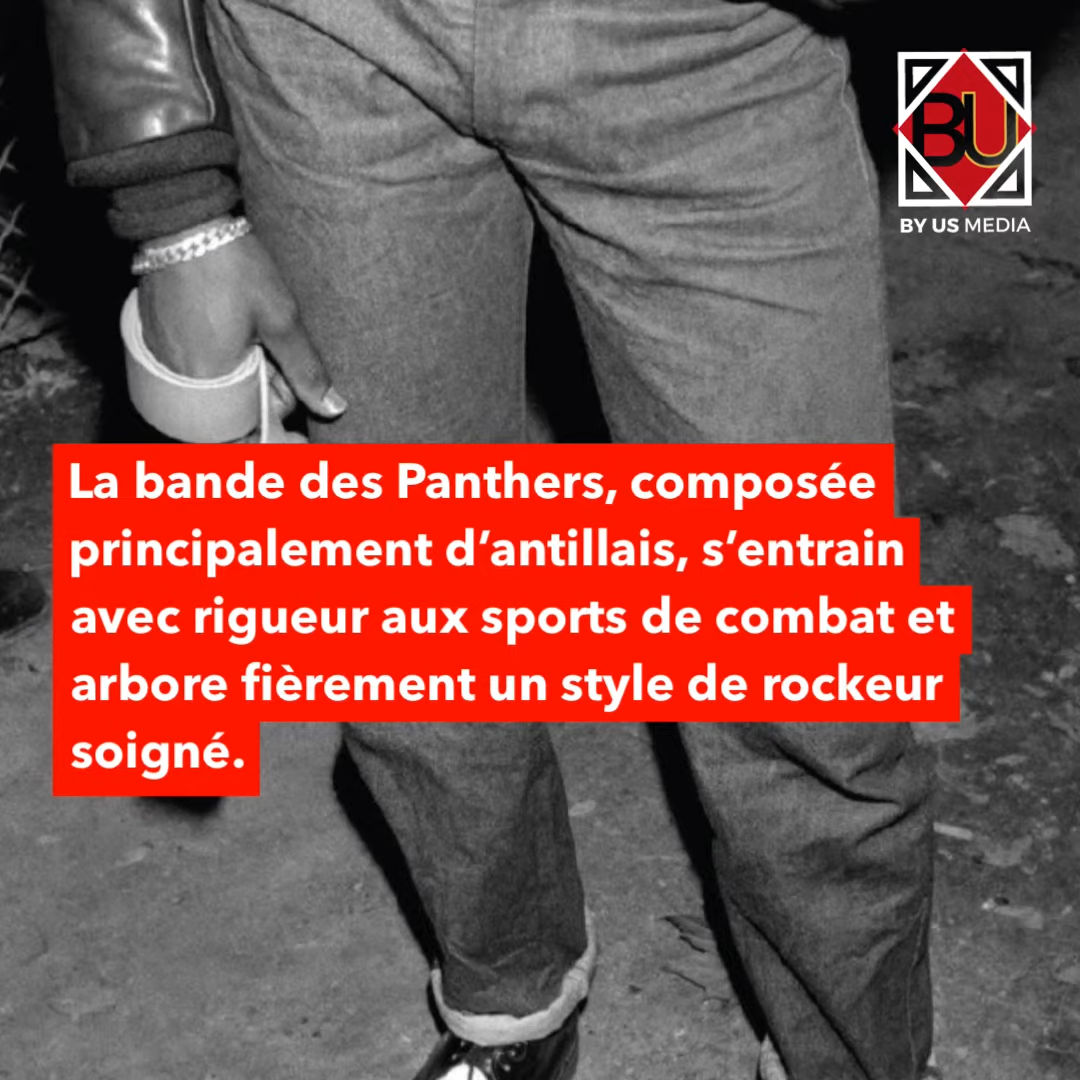 BU
BY US MEDIA
La bande des Panthers, composée
principalement d’antillais, s’entrain
avec rigueur aux sports de combat et
arbore fièrement un style de rockeur
soigné.